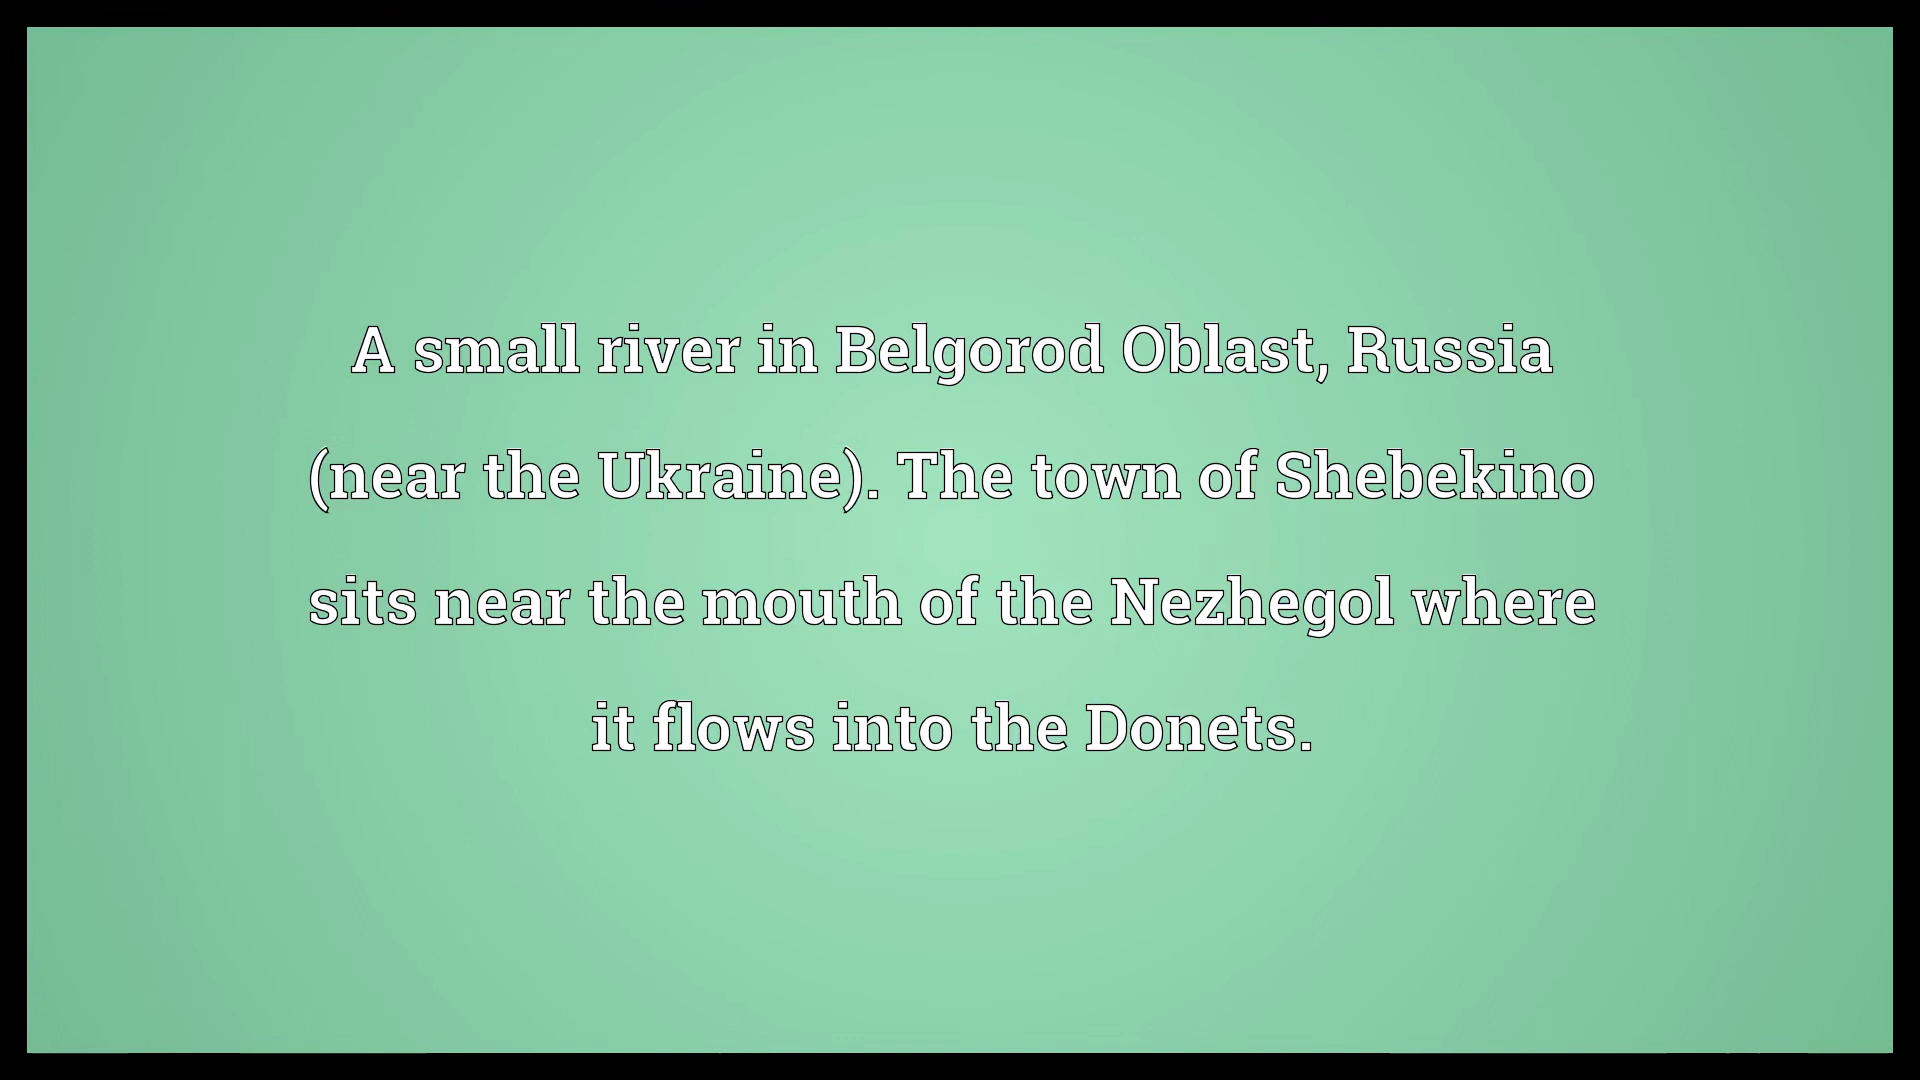 A small river in Belgorod Oblast, Russia
(near the Ukraine). The town of Shebekino
sits near the mouth of the Nezhegol where
it flows into the Donets.